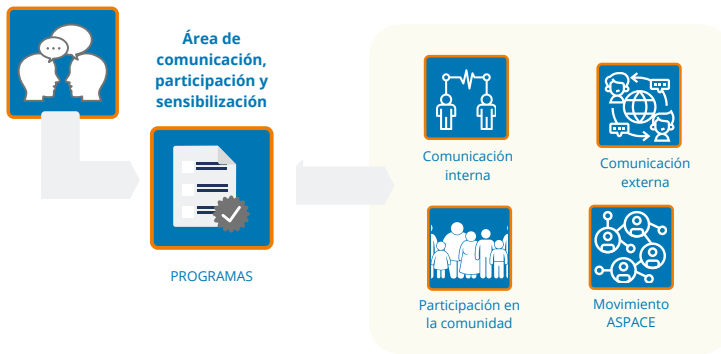 Área de
comunicación,
participación y
sensibilización
PROGRAMAS
Comunicación
interna
Comunicación
externa
Participación en
la comunidad
Movimiento
ASPACE